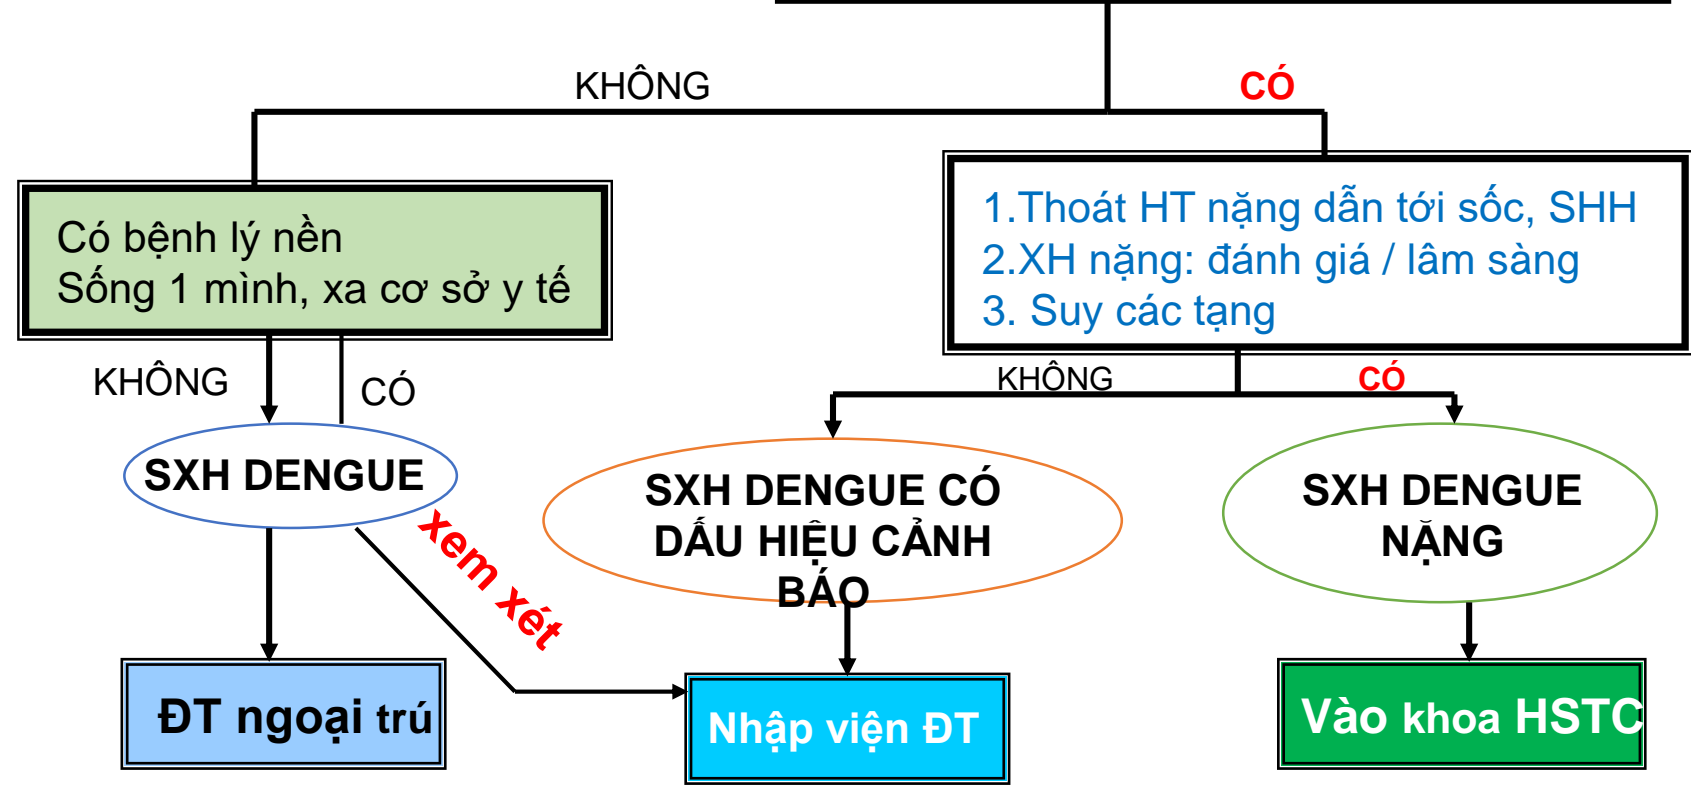 KHÔNG
CÓ
Có bệnh lý nền
Sống 1 mình, xa cơ sở y tế
1.Thoát HT nặng dẫn tới sốc, SHH
2.XH nặng: đánh giá / lâm sàng
3. Suy các tạng
KHÔNG
CÓ
KHÔNG
CÓ
SXH DENGUE
xem xét
SXH DENGUE CÓ
DẤU HIỆU CẢNH
BÁO
SXH DENGUE
NẶNG
ĐT ngoại trú
Nhập viện ĐT
Vào khoa HSTC